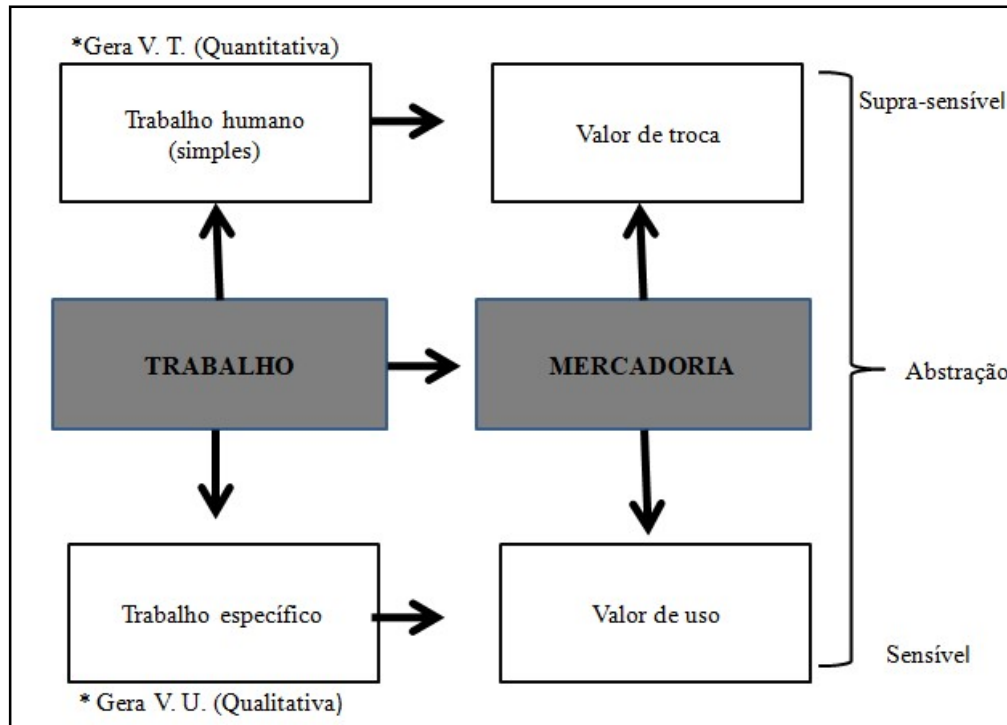 *Gera V. T. (Quantitativa)
Trabalho humano
(simples)
Valor de troca
Supra-sensível
TRABALHO
MERCADORIA
Abstração
Trabalho específico
Valor de uso
Sensível
* Gera V. U. (Qualitativa)